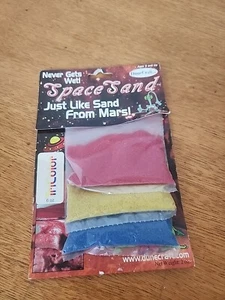 Never Gets
Wet!
Space Sand
Just Like Sand
From Mars!
www.dunecraft.com